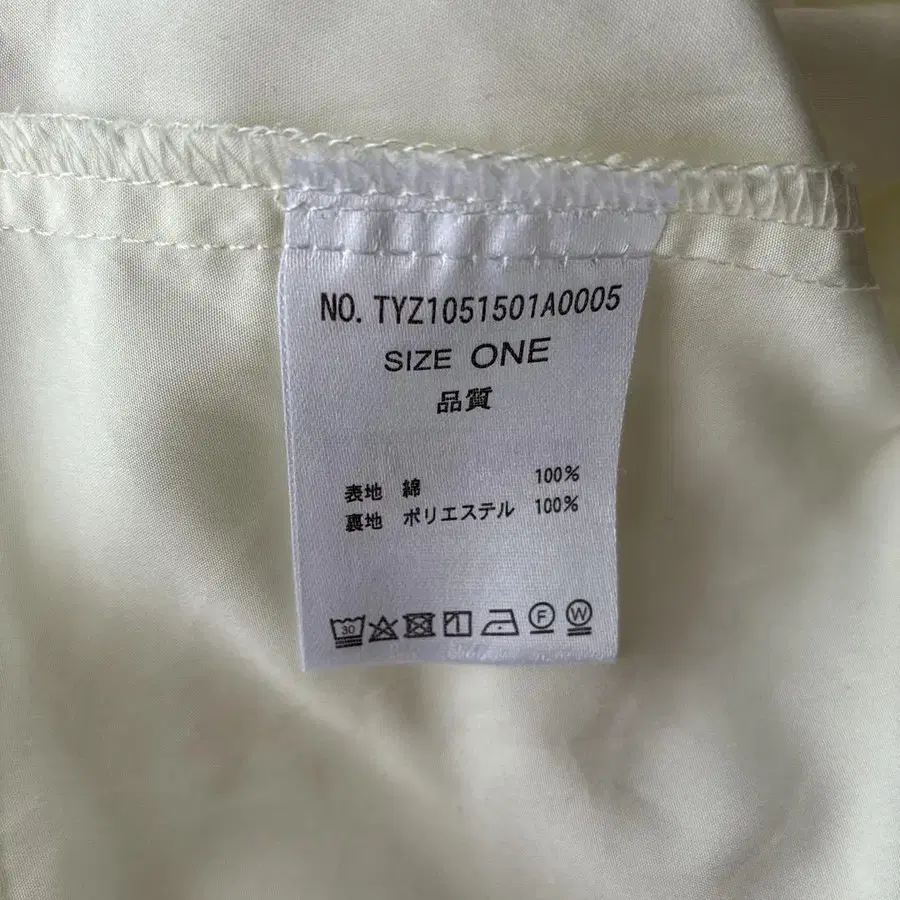 NO. TYZ1051501A0005
SIZE ONE
品質
表地 綿 100%
裏地 ポリエステル 100%
30 F W